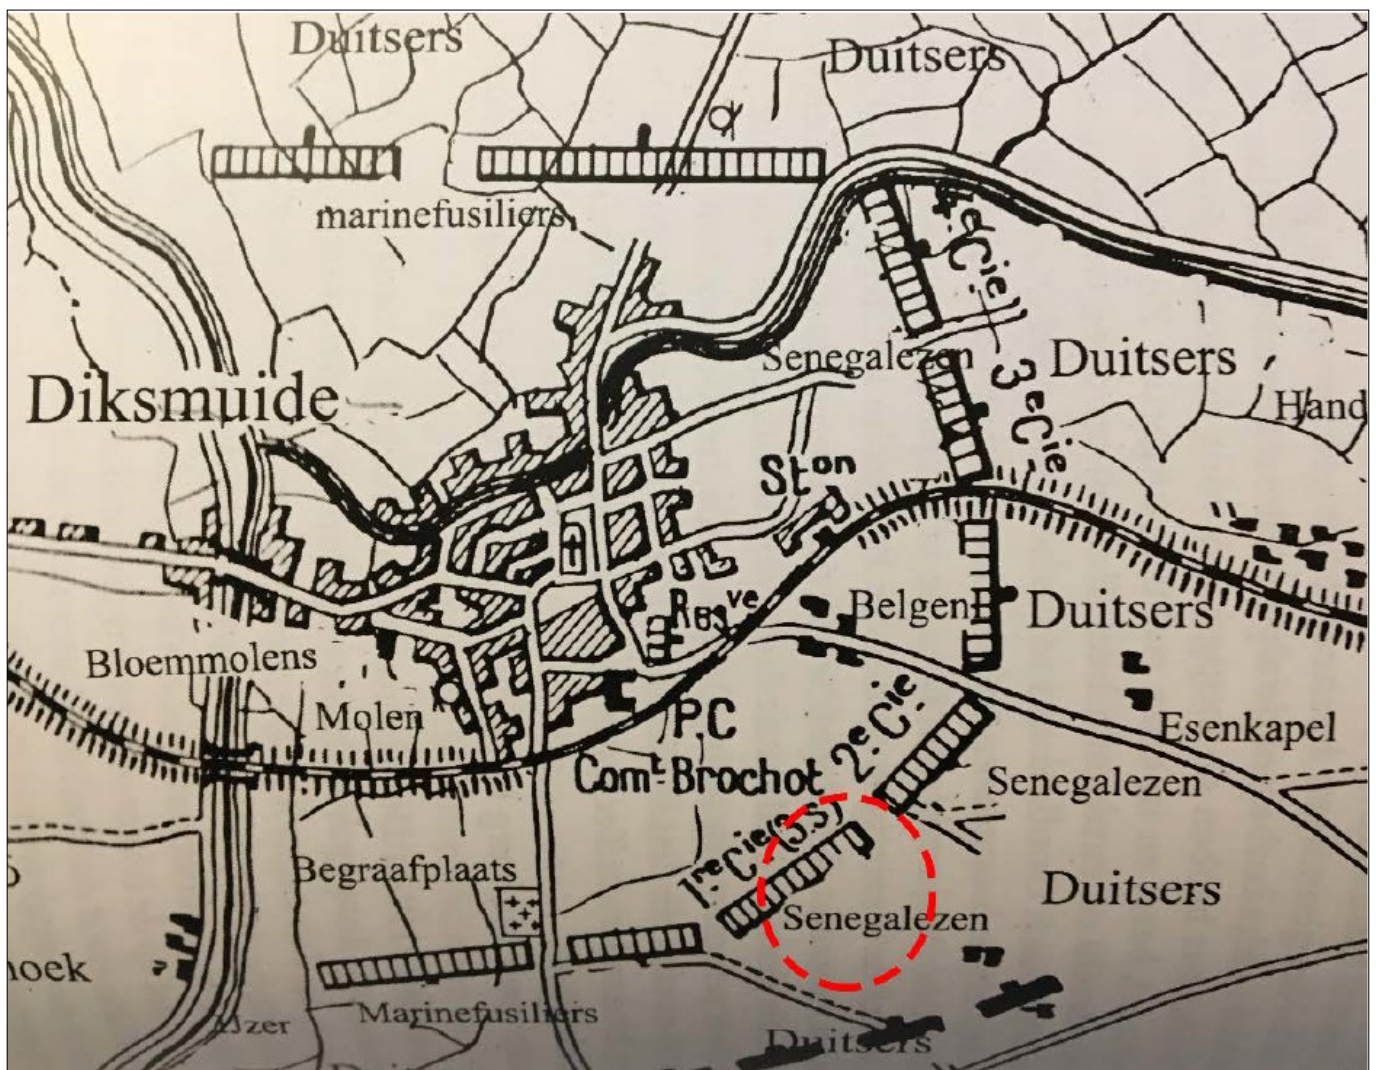 Duitsers
Duitsers
marinefusiliers
4e Cie
Senegalezen
Duitsers
3e Cie
Hand
Diksmuide
Ston
Resve
Belgen
Duitsers
Bloemmolens
Molen
P.C
Comt Brochot
2e Cie
Esenkapel
Senegalezen
1re Cie (3.S)
Begraafplaats
Duitsers
Senegalezen
hoek
Marinefusiliers
IJzer
Duitsers